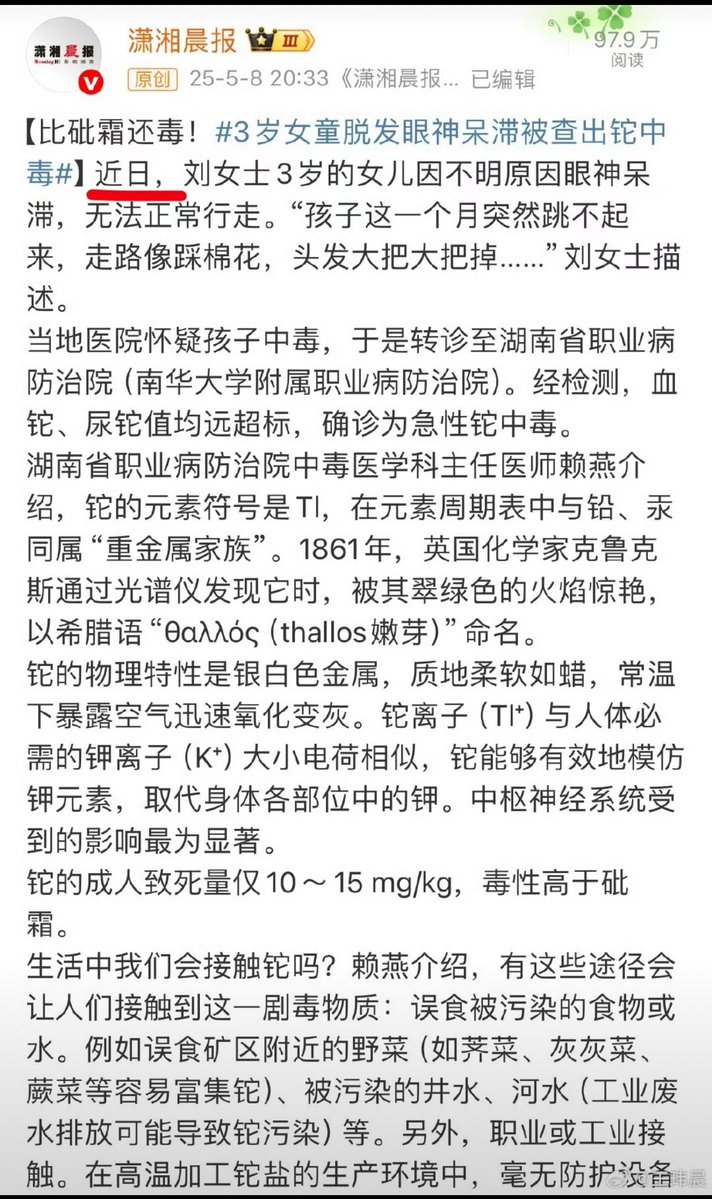 潇湘晨报
潇湘晨报 III
97.9万
阅读
原创 25-5-8 20:33 《潇湘晨报... 已编辑
【比砒霜还毒！#3岁女童脱发眼神呆滞被查出铊中
毒#】近日，刘女士3岁的女儿因不明原因眼神呆
滞，无法正常行走。“孩子这一个月突然跳不起
来，走路像踩棉花，头发大把大把掉……”刘女士描
述。
当地医院怀疑孩子中毒，于是转诊至湖南省职业病
防治院（南华大学附属职业病防治院）。经检测，血
铊、尿铊值均远超标，确诊为急性铊中毒。
湖南省职业病防治院中毒医学科主任医师赖燕介
绍，铊的元素符号是Tl，在元素周期表中与铅、汞
同属“重金属家族”。1861年，英国化学家克鲁克
斯通过光谱仪发现它时，被其翠绿色的火焰惊艳，
以希腊语“θαλλός（thallos嫩芽）”命名。
铊的物理特性是银白色金属，质地柔软如蜡，常温
下暴露空气迅速氧化变灰。铊离子（Tl⁺）与人体必
需的钾离子（K⁺）大小电荷相似，铊能够有效地模仿
钾元素，取代身体各部位中的钾。中枢神经系统受
到的影响最为显著。
铊的成人致死量仅10～15 mg/kg，毒性高于砒
霜。
生活中我们会接触铊吗？赖燕介绍，有这些途径会
让人们接触到这一剧毒物质：误食被污染的食物或
水。例如误食矿区附近的野菜（如荠菜、灰灰菜、
蕨菜等容易富集铊）、被污染的井水、河水（工业废
水排放可能导致铊污染）等。另外，职业或工业接
触。在高温加工铊盐的生产环境中，毫无防护设备